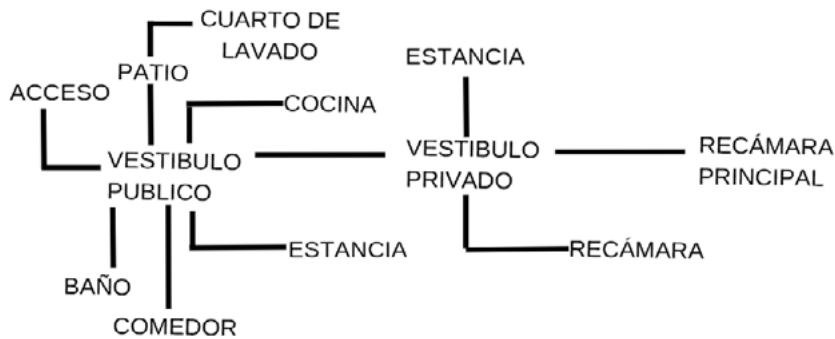 CUARTO DE
LAVADO
PATIO
ACCESO
COCINA
VESTIBULO
PUBLICO
ESTANCIA
BAÑO
COMEDOR
ESTANCIA
VESTIBULO
PRIVADO
RECÁMARA
PRINCIPAL
RECÁMARA